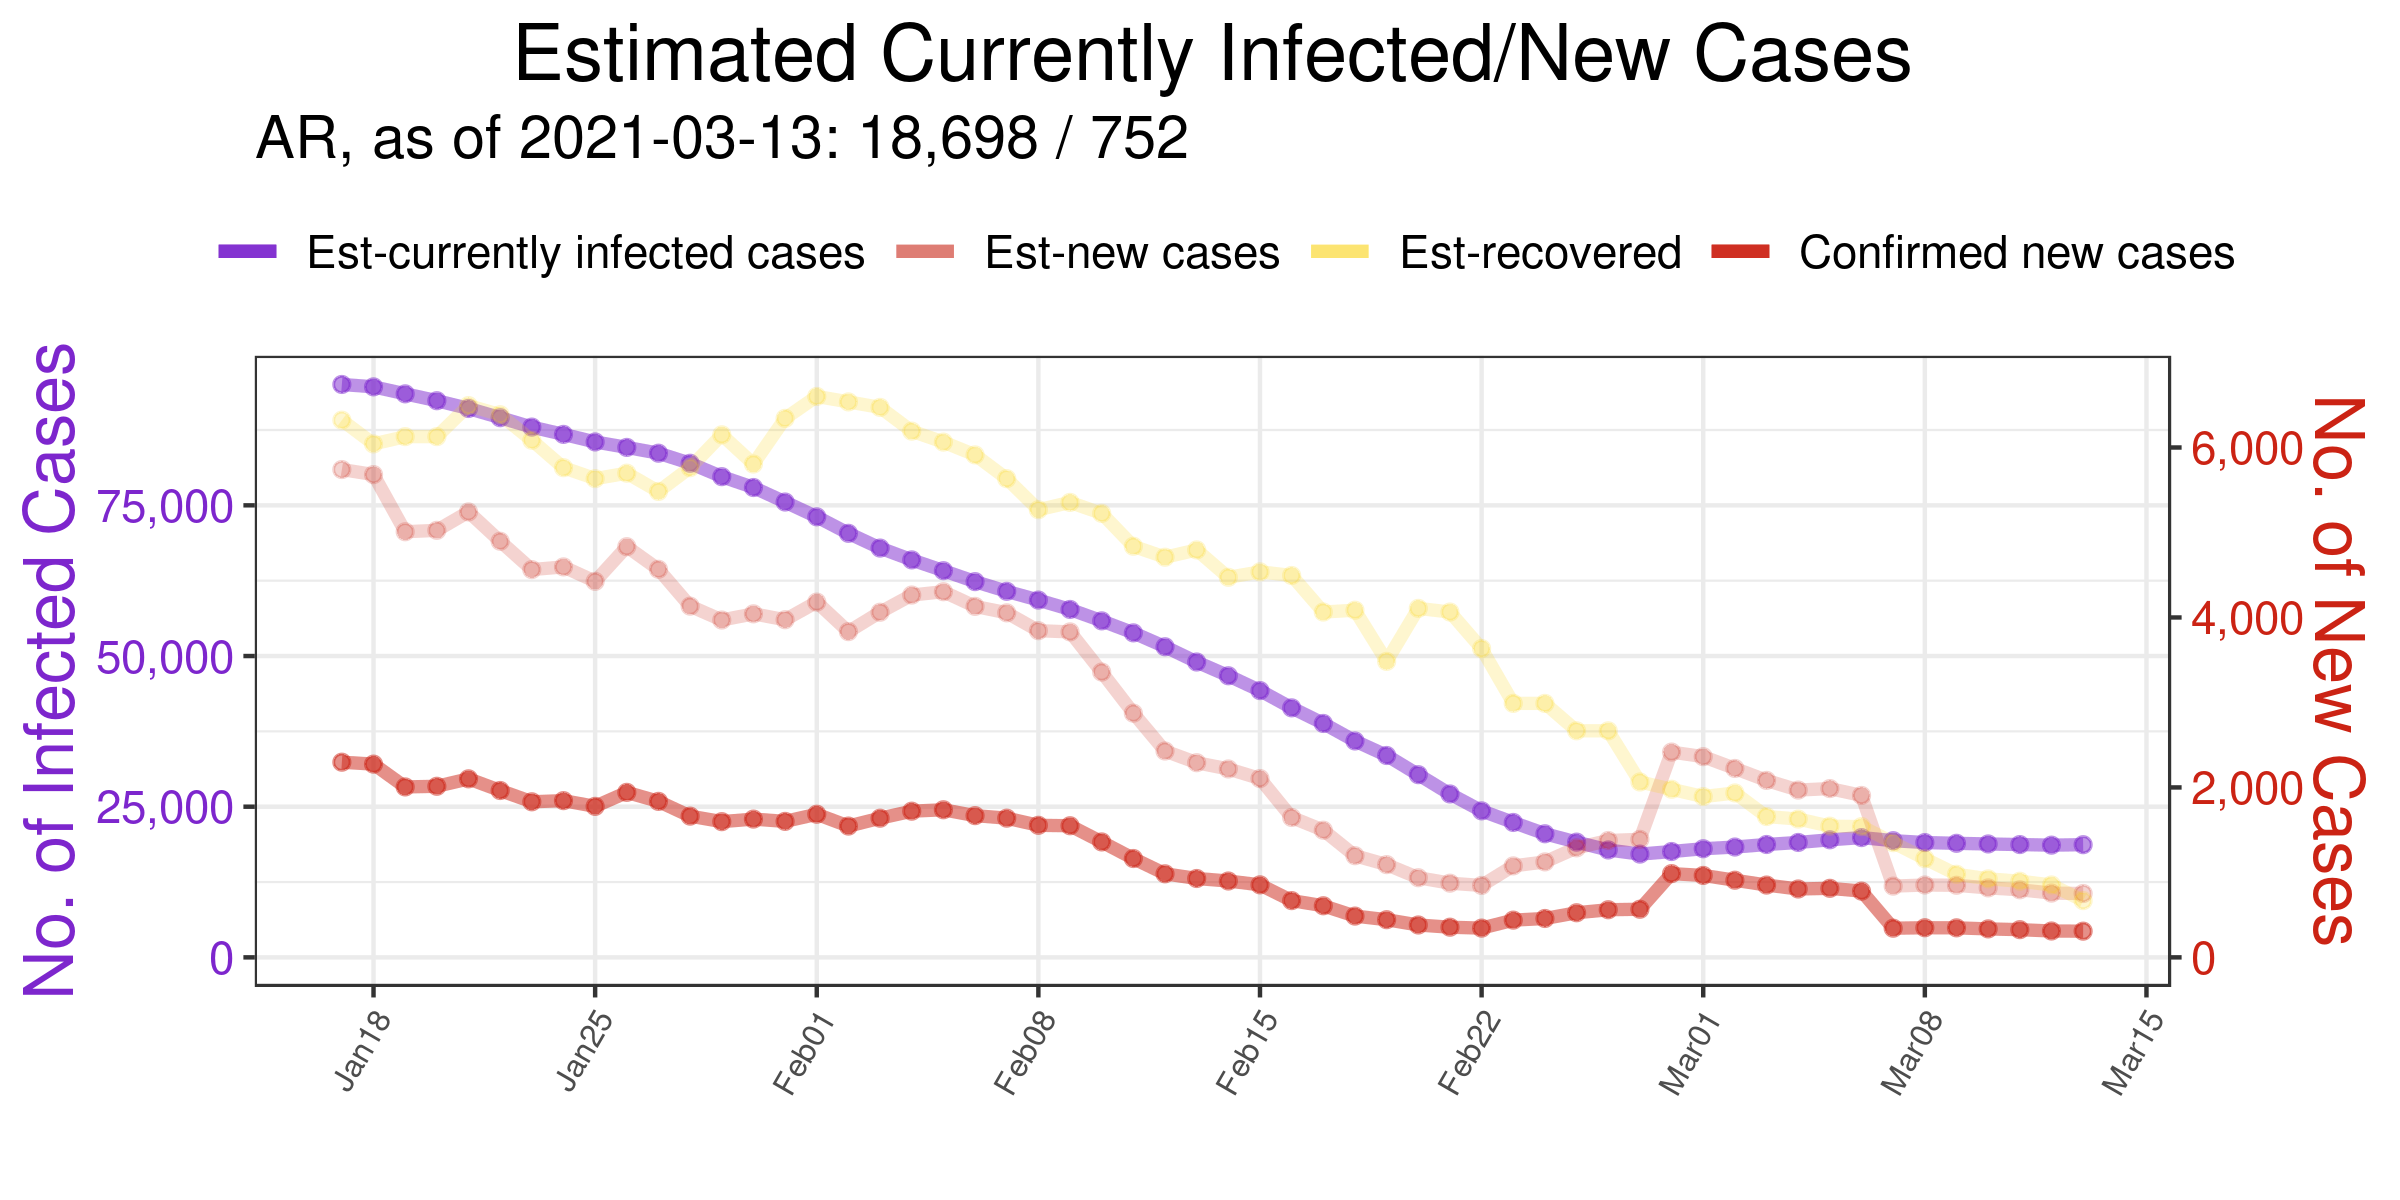 Estimated Currently Infected/New Cases
AR, as of 2021-03-13: 18,698 / 752
Est-currently infected cases Est-new cases Est-recovered Confirmed new cases
No. of Infected Cases
75,000
50,000
25,000
0
6,000
4,000
2,000
0
No. of New Cases
Jan18 Jan25 Feb01 Feb08 Feb15 Feb22 Mar01 Mar08 Mar15